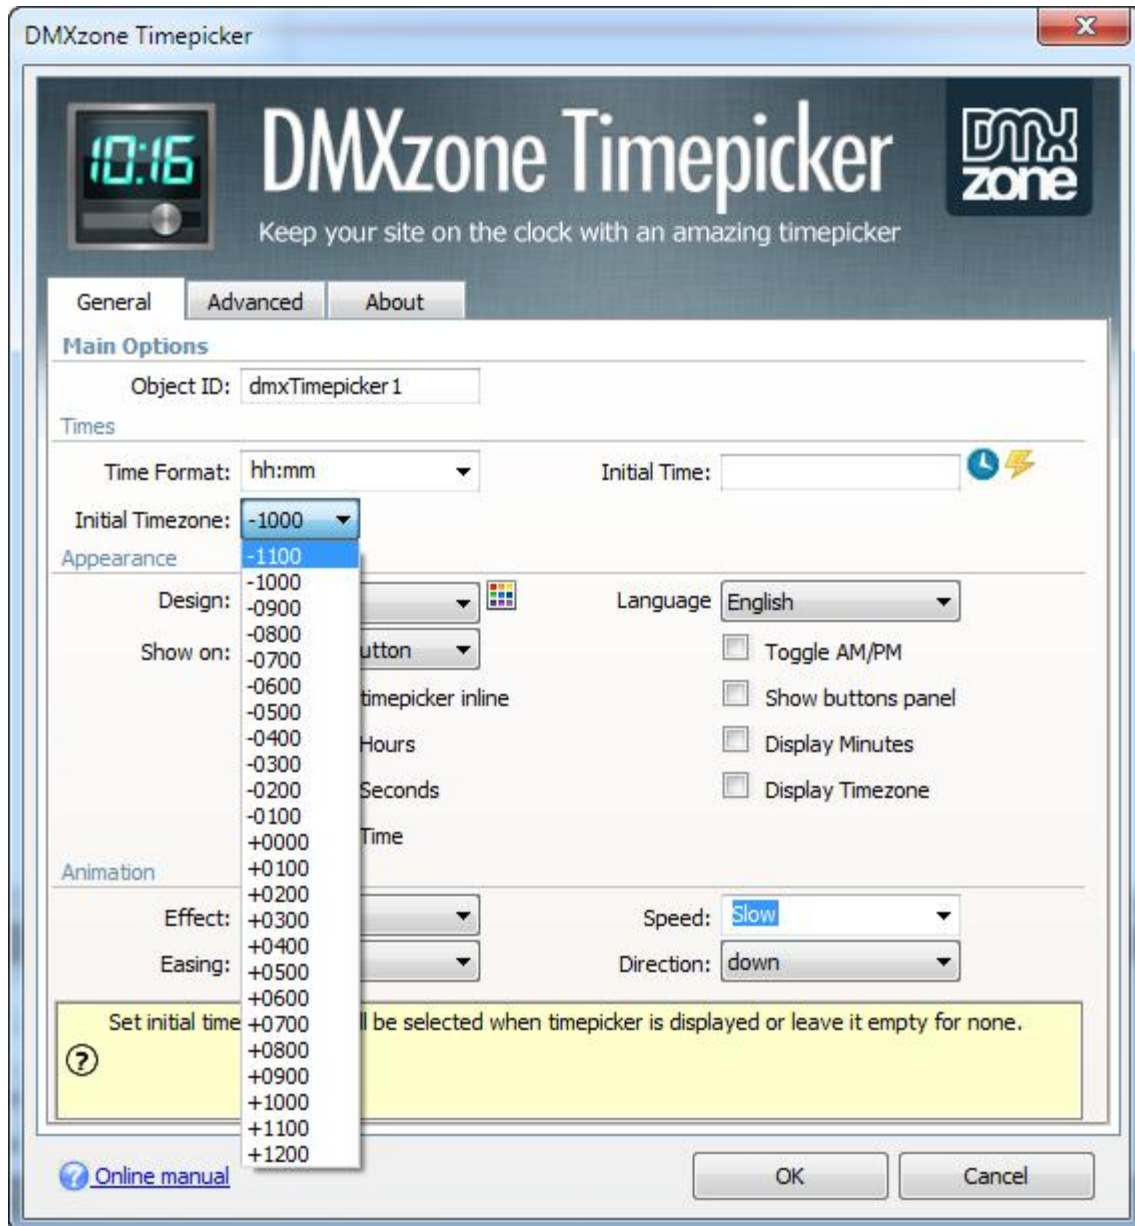 DMXzone Timepicker
10:16
DMXzone Timepicker
DMX
zone
Keep your site on the clock with an amazing timepicker
General Advanced About
Main Options
Object ID: dmxTimepicker1
Times
Time Format: hh:mm Initial Time:
Initial Timezone: -1000
Appearance
-1100
-1000
-0900
-0800
-0700
-0600
-0500
-0400
-0300
-0200
-0100
+0000
+0100
+0200
+0300
+0400
+0500
+0600
+0700
+0800
+0900
+1000
+1100
+1200
Design: Language English
Show on: utton Toggle AM/PM
timepicker inline Show buttons panel
Hours Display Minutes
Seconds Display Timezone
Time
Animation
Effect: Speed: Slow
Easing: Direction: down
Set initial time ll be selected when timepicker is displayed or leave it empty for none.
Online manual OK Cancel